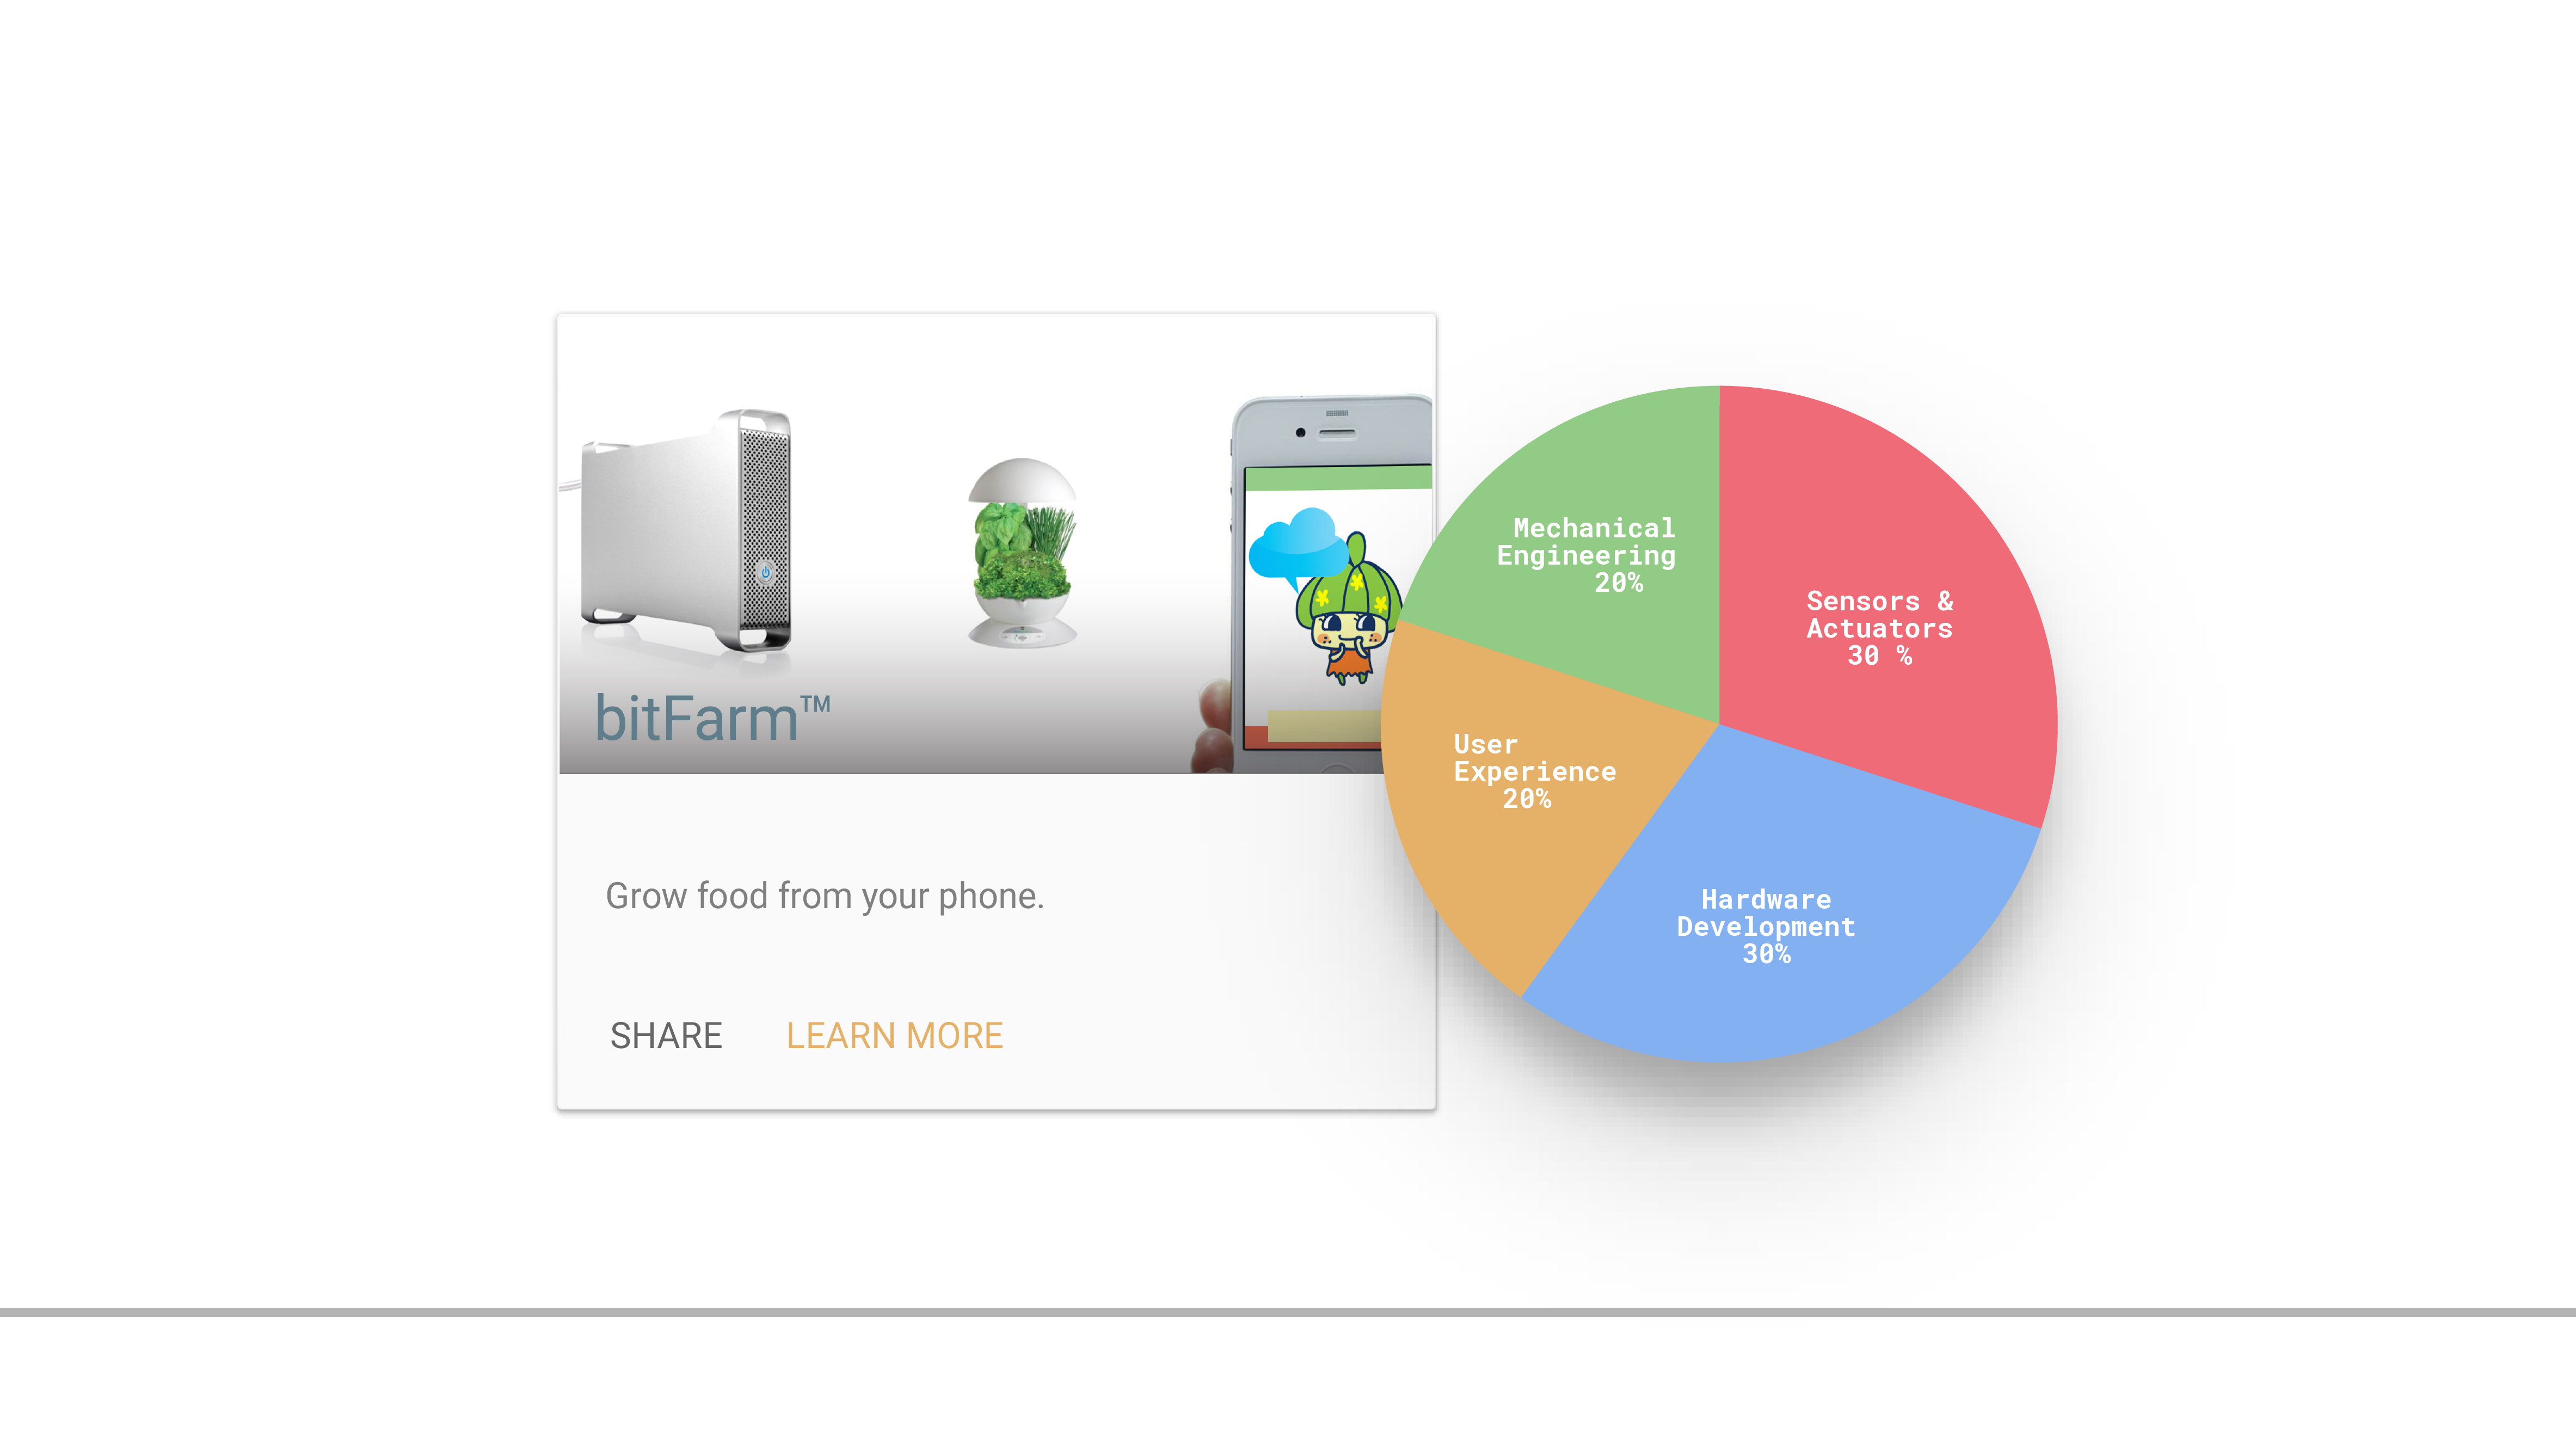 bitFarm™
Grow food from your phone.
SHARE LEARN MORE
Mechanical
Engineering
20%
Sensors &
Actuators
30 %
User
Experience
20%
Hardware
Development
30%